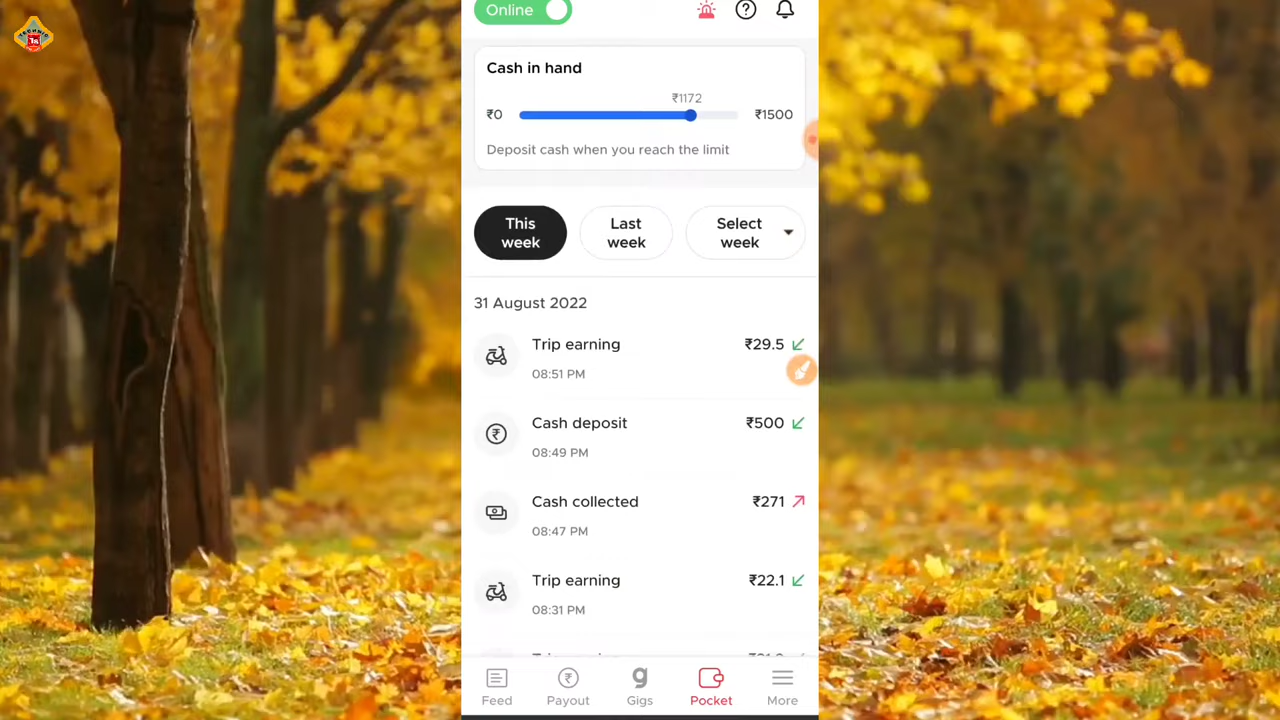 TECHNIC
TR
Online
Cash in hand
₹1172
₹0
₹1500
Deposit cash when you reach the limit
This week
Last week
Select week
31 August 2022
Trip earning
₹29.5
08:51 PM
Cash deposit
₹500
08:49 PM
Cash collected
₹271
08:47 PM
Trip earning
₹22.1
08:31 PM
Feed
Payout
Gigs
Pocket
More